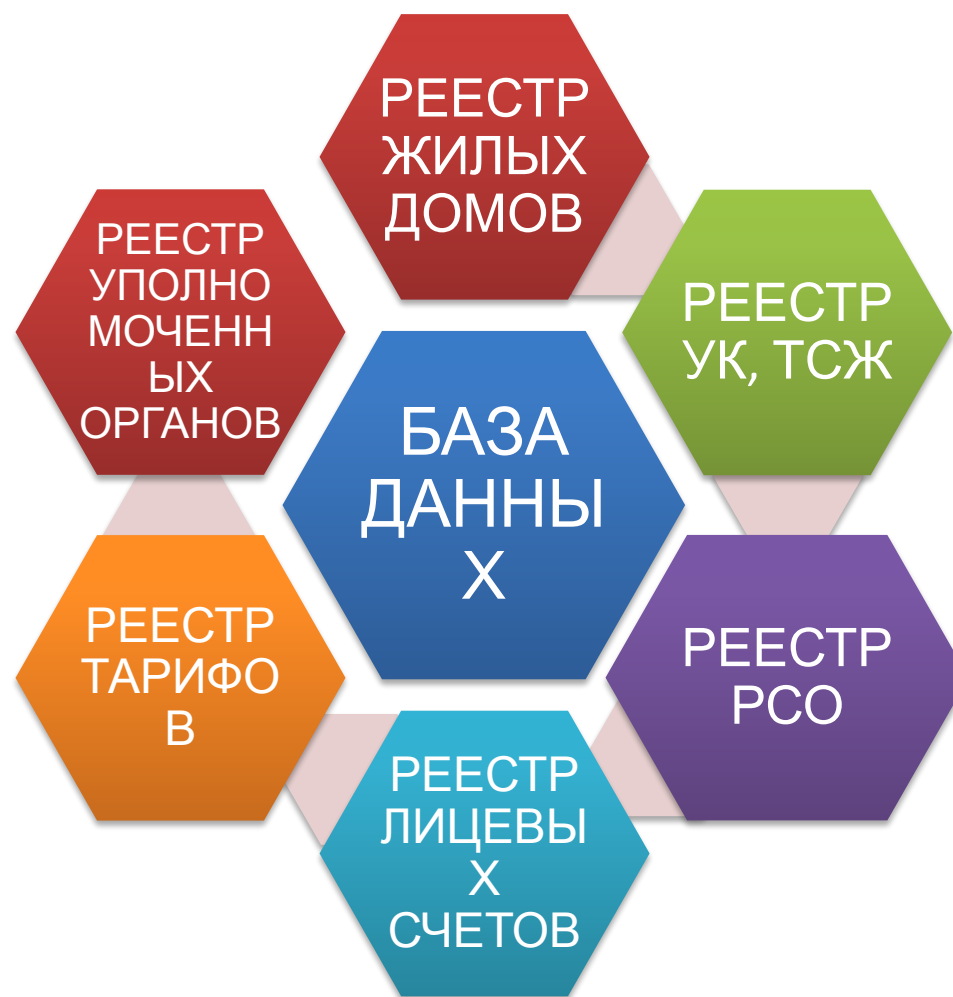 РЕЕСТР
ЖИЛЫХ
ДОМОВ
РЕЕСТР
УПОЛНО
МОЧЕНН
ЫХ
ОРГАНОВ
РЕЕСТР
УК, ТСЖ
БАЗА
ДАННЫ
Х
РЕЕСТР
ТАРИФО
В
РЕЕСТР
РСО
РЕЕСТР
ЛИЦЕВЫ
Х
СЧЕТОВ